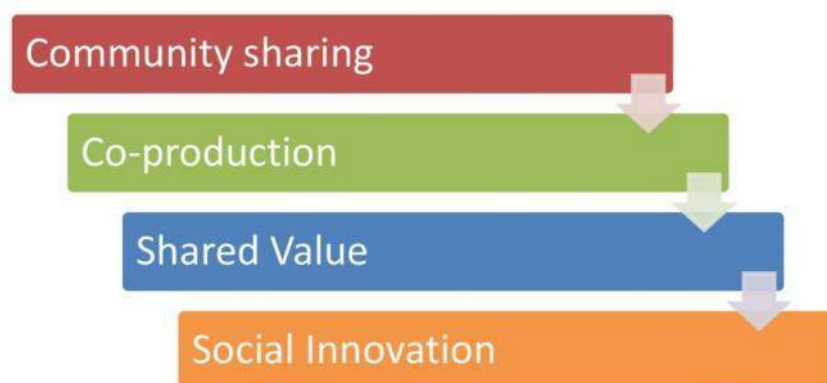 Community sharing
Co-production
Shared Value
Social Innovation